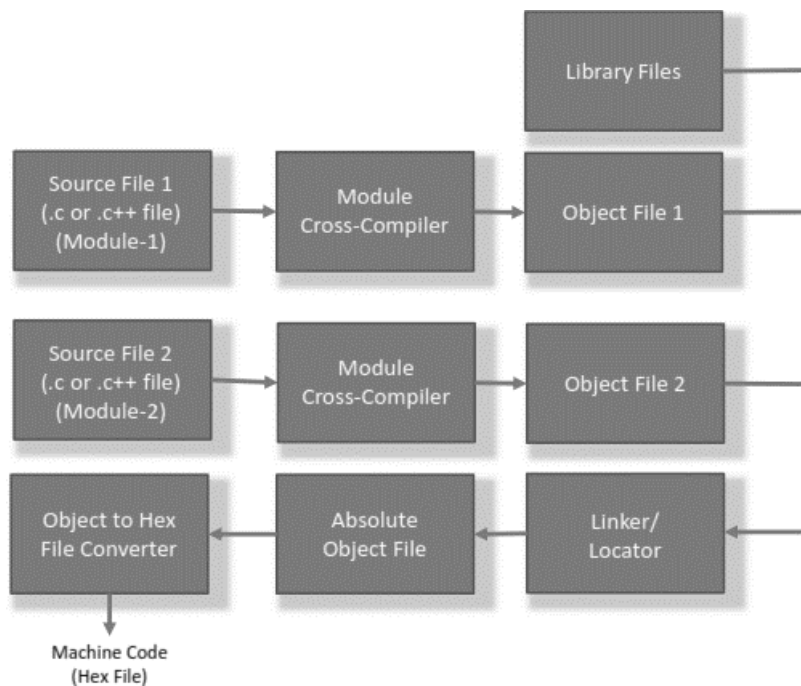 Library Files
Source File 1
(.c or .c++ file)
(Module-1)
Module
Cross-Compiler
Object File 1
Source File 2
(.c or .c++ file)
(Module-2)
Module
Cross-Compiler
Object File 2
Object to Hex
File Converter
Absolute
Object File
Linker/
Locator
Machine Code
(Hex File)